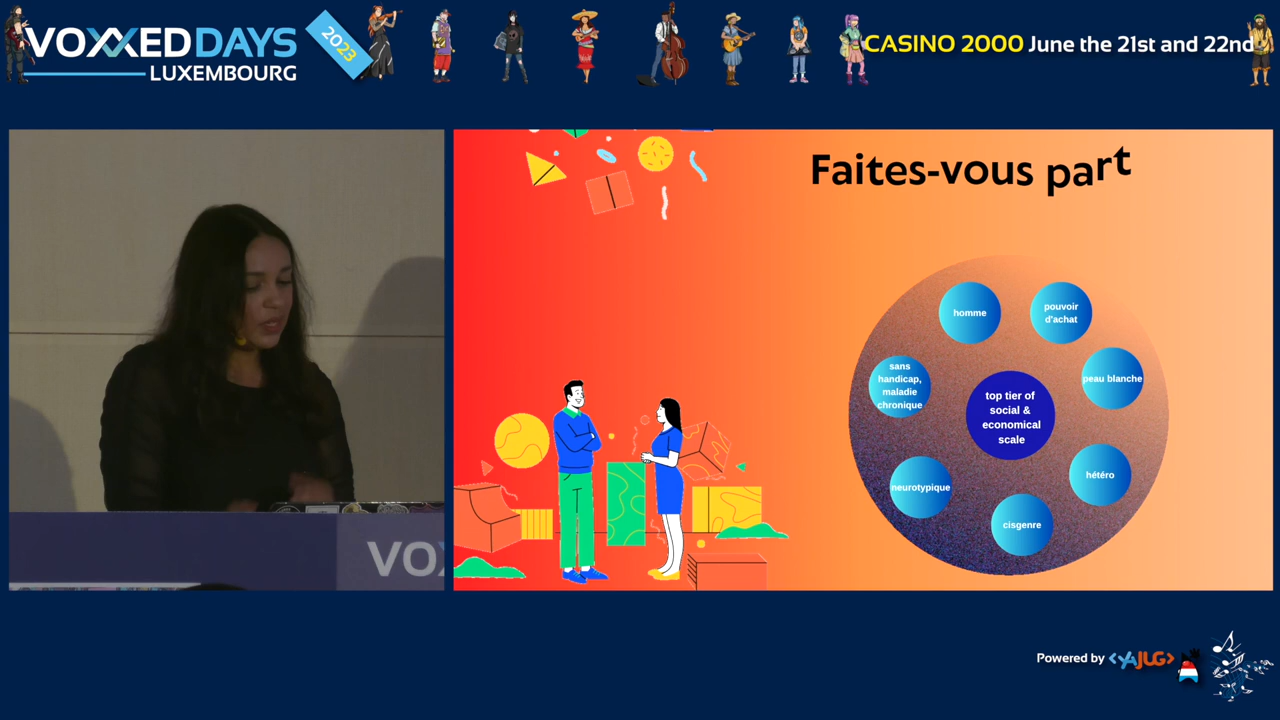 VOXXEDDAYS
LUXEMBOURG
2023
CASINO 2000 June the 21st and 22nd
Faites-vous part
homme
pouvoir
d'achat
sans
handicap,
maladie
chronique
peau blanche
top tier of
social &
economical
scale
neurotypique
hétéro
cisgenre
VOX
Powered by <YAJUG>